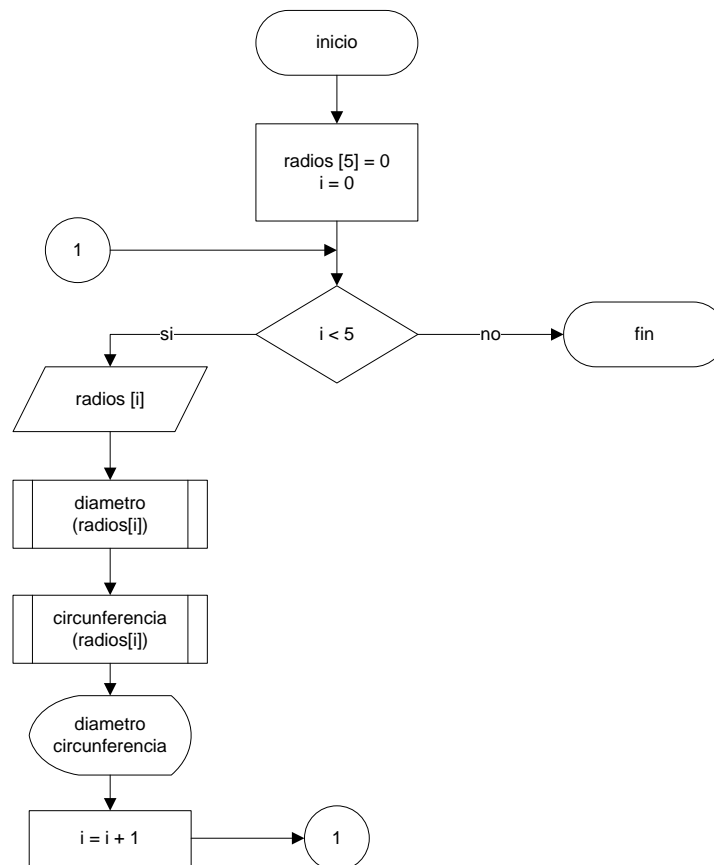 inicio
radios [5] = 0
i = 0
1
i < 5
si
no
fin
radios [i]
diametro
(radios[i])
circunferencia
(radios[i])
diametro
circunferencia
i = i + 1
1